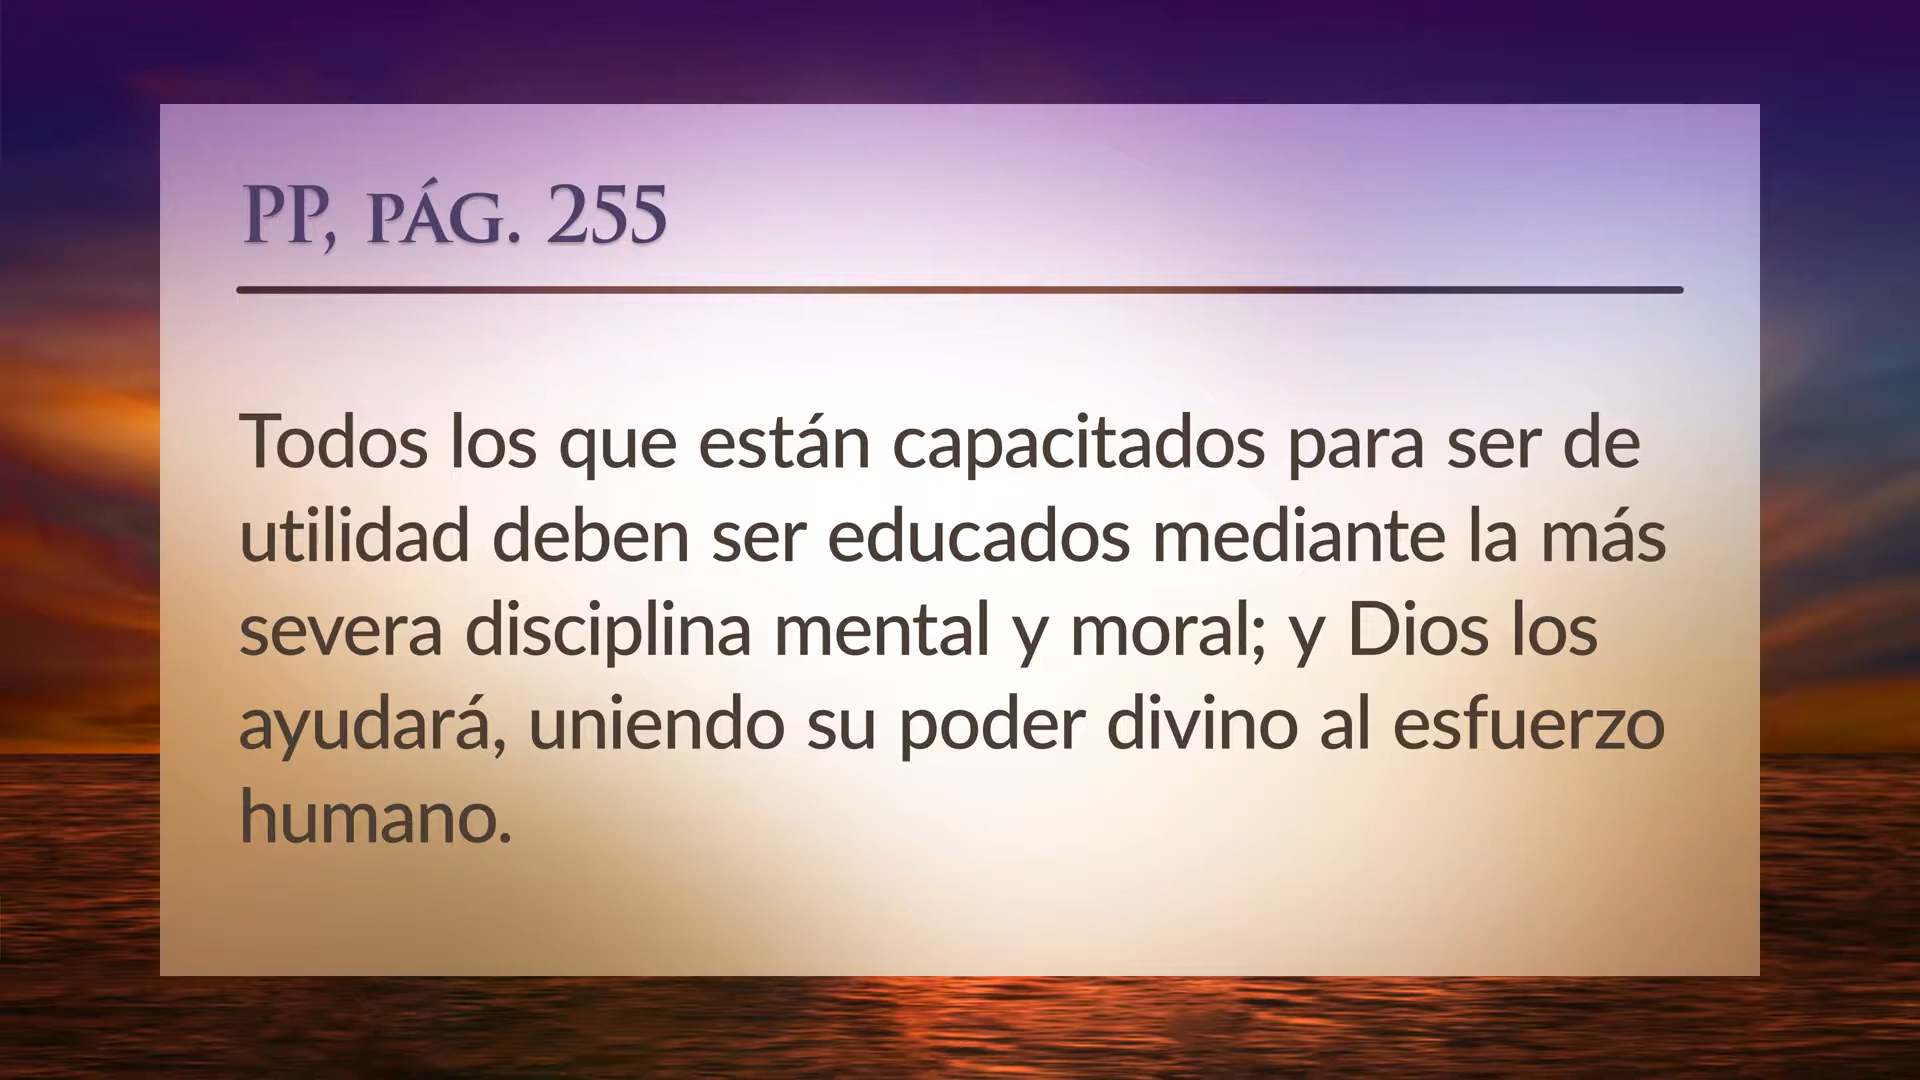 PP, PÁG. 255
Todos los que están capacitados para ser de
utilidad deben ser educados mediante la más
severa disciplina mental y moral; y Dios los
ayudará, uniendo su poder divino al esfuerzo
humano.